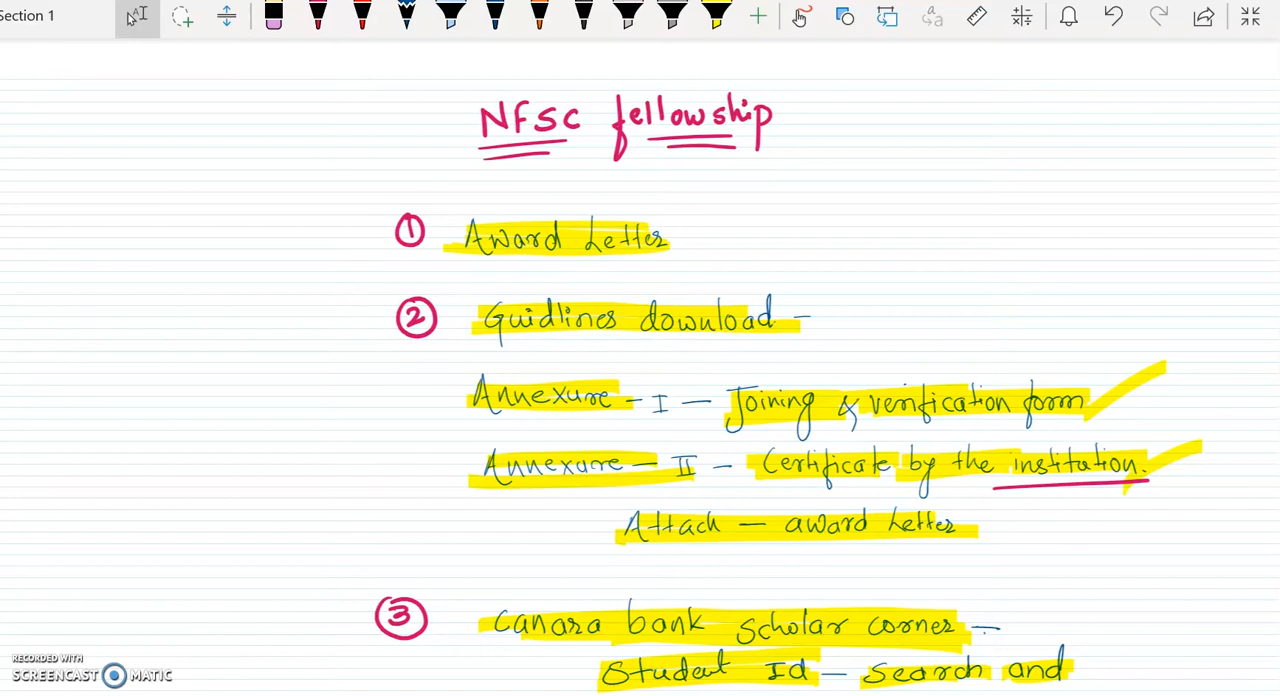 Section 1
NFSC fellowship
① Award Letter
② Guidlines download -
Annexure - I - Joining & verification form
Annexure - II - Certificate by the institution.
Attach - award Letter
③ Canara bank Scholar corner -
Student Id - search and
RECORDED WITH
SCREENCAST MATIC